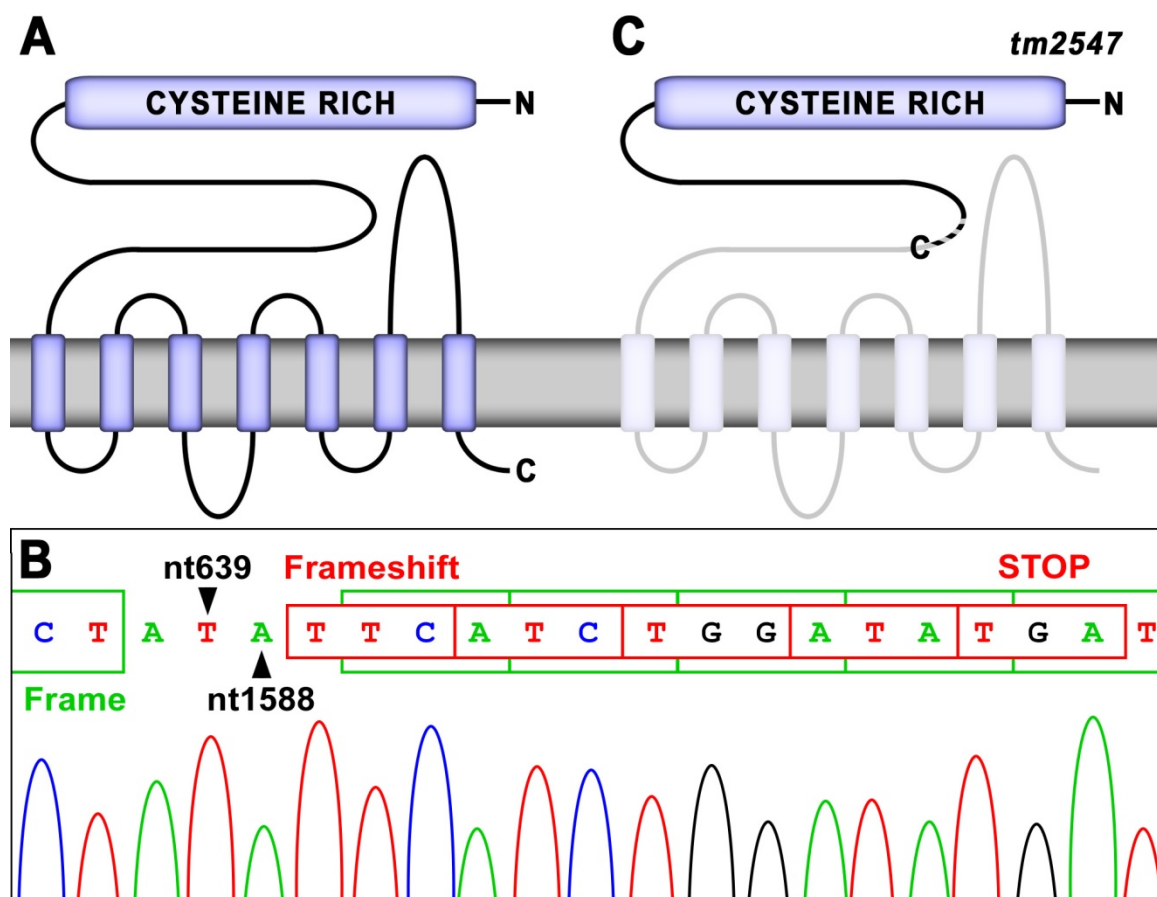 A
CYSTEINE RICH
N
C
C
tm2547
CYSTEINE RICH
N
C
B
nt639
Frameshift
STOP
C T A T A T T C A T C T G G A T A T G A T
Frame
nt1588